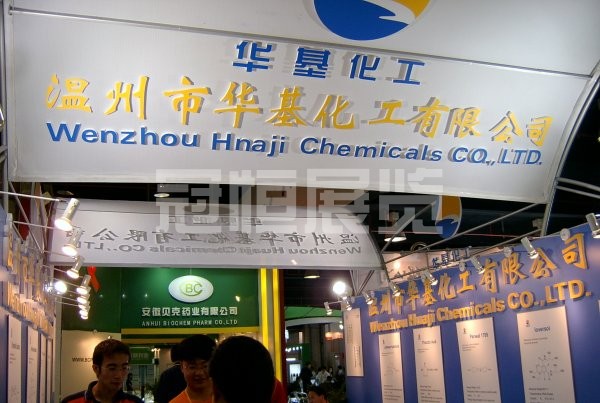 华基化工
温州市华基化工有限公司
Wenzhou Hnaji Chemicals CO.,LTD.
冠恒展览
温州市华基化工有限公司
Wenzhou Huaji Chemicals CO.,LTD.
BC
安徽贝克药业有限公司
ANHUI BIOCHEM PHARM CO.,LTD
温州市华基化工有限公司
Wenzhou Huaji Chemicals CO.,LTD.